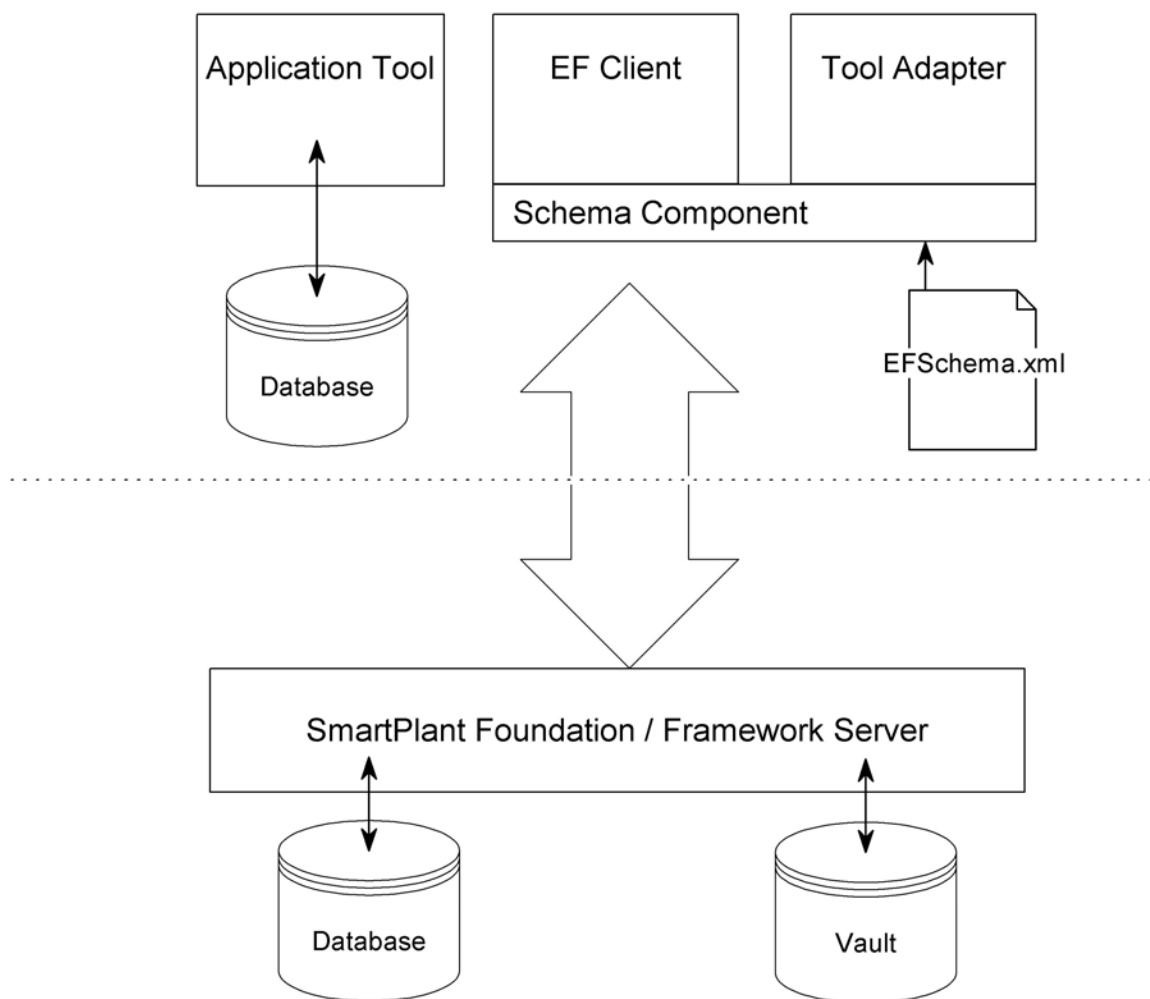 Application Tool
EF Client
Tool Adapter
Schema Component
EFSchema.xml
Database
SmartPlant Foundation / Framework Server
Database
Vault